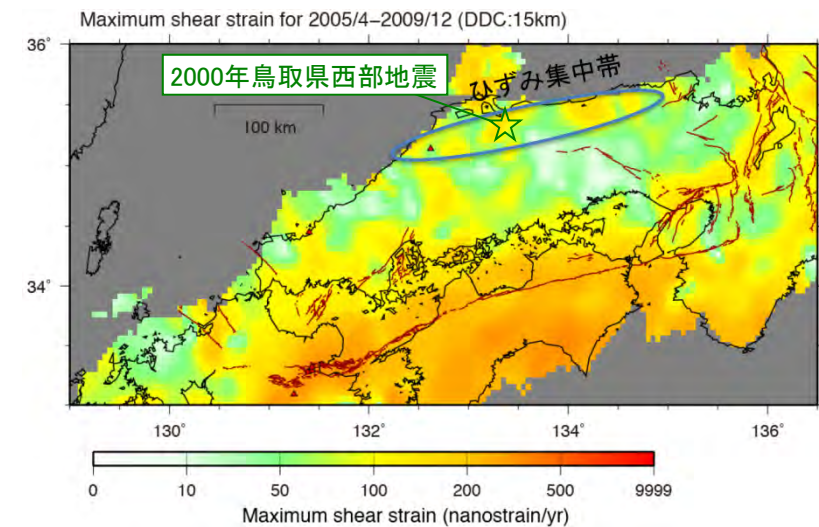 Maximum shear strain for 2005/4−2009/12 (DDC:15km)
36°
2000年鳥取県西部地震
ひずみ集中帯
100 km
34°
130° 132° 134° 136°
0 10 50 100 200 500 9999
Maximum shear strain (nanostrain/yr)